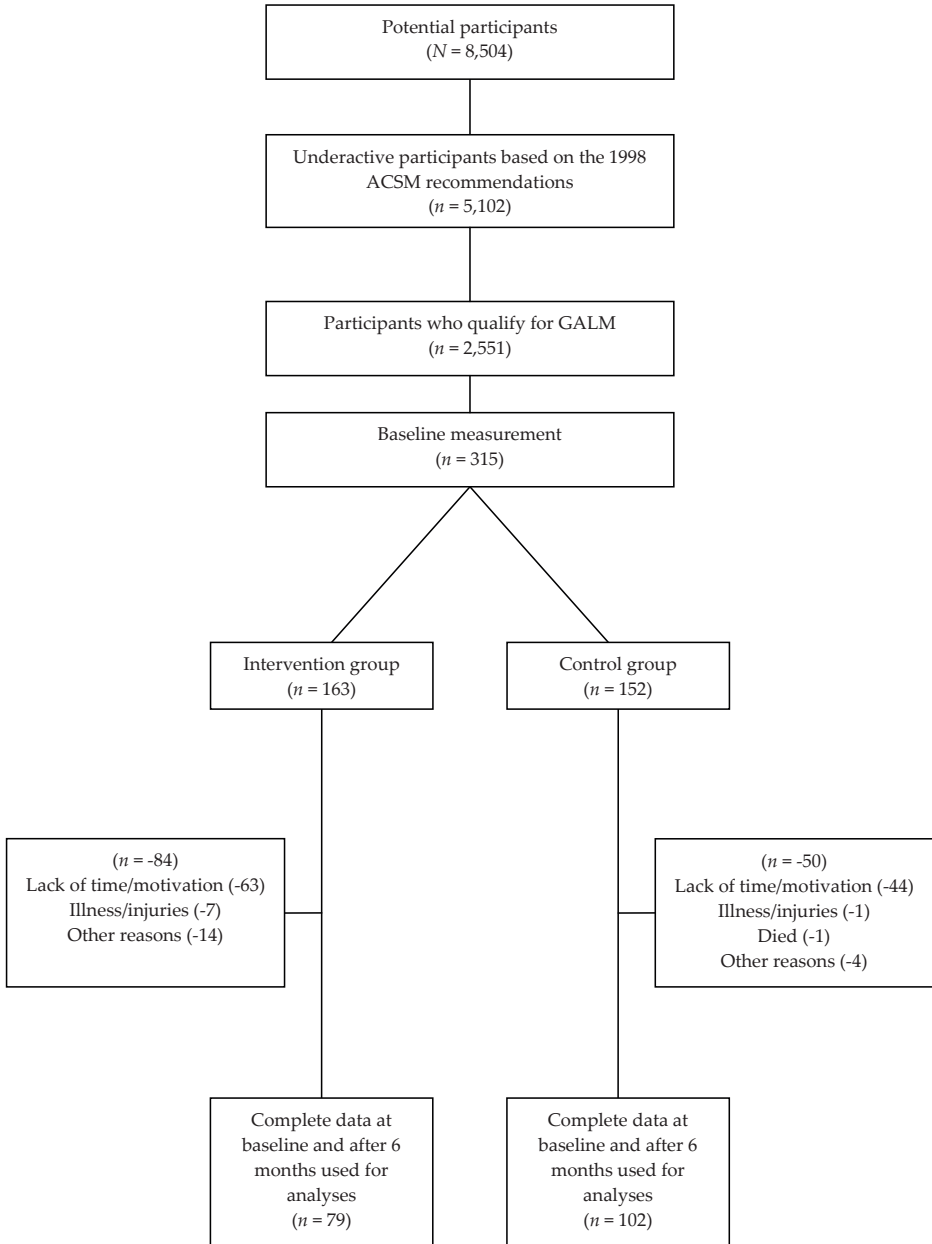 Potential participants
(N = 8,504)
Underactive participants based on the 1998
ACSM recommendations
(n = 5,102)
Participants who qualify for GALM
(n = 2,551)
Baseline measurement
(n = 315)
Intervention group
(n = 163)
Control group
(n = 152)
(n = -84)
Lack of time/motivation (-63)
Illness/injuries (-7)
Other reasons (-14)
(n = -50)
Lack of time/motivation (-44)
Illness/injuries (-1)
Died (-1)
Other reasons (-4)
Complete data at
baseline and after 6
months used for
analyses
(n = 79)
Complete data at
baseline and after 6
months used for
analyses
(n = 102)